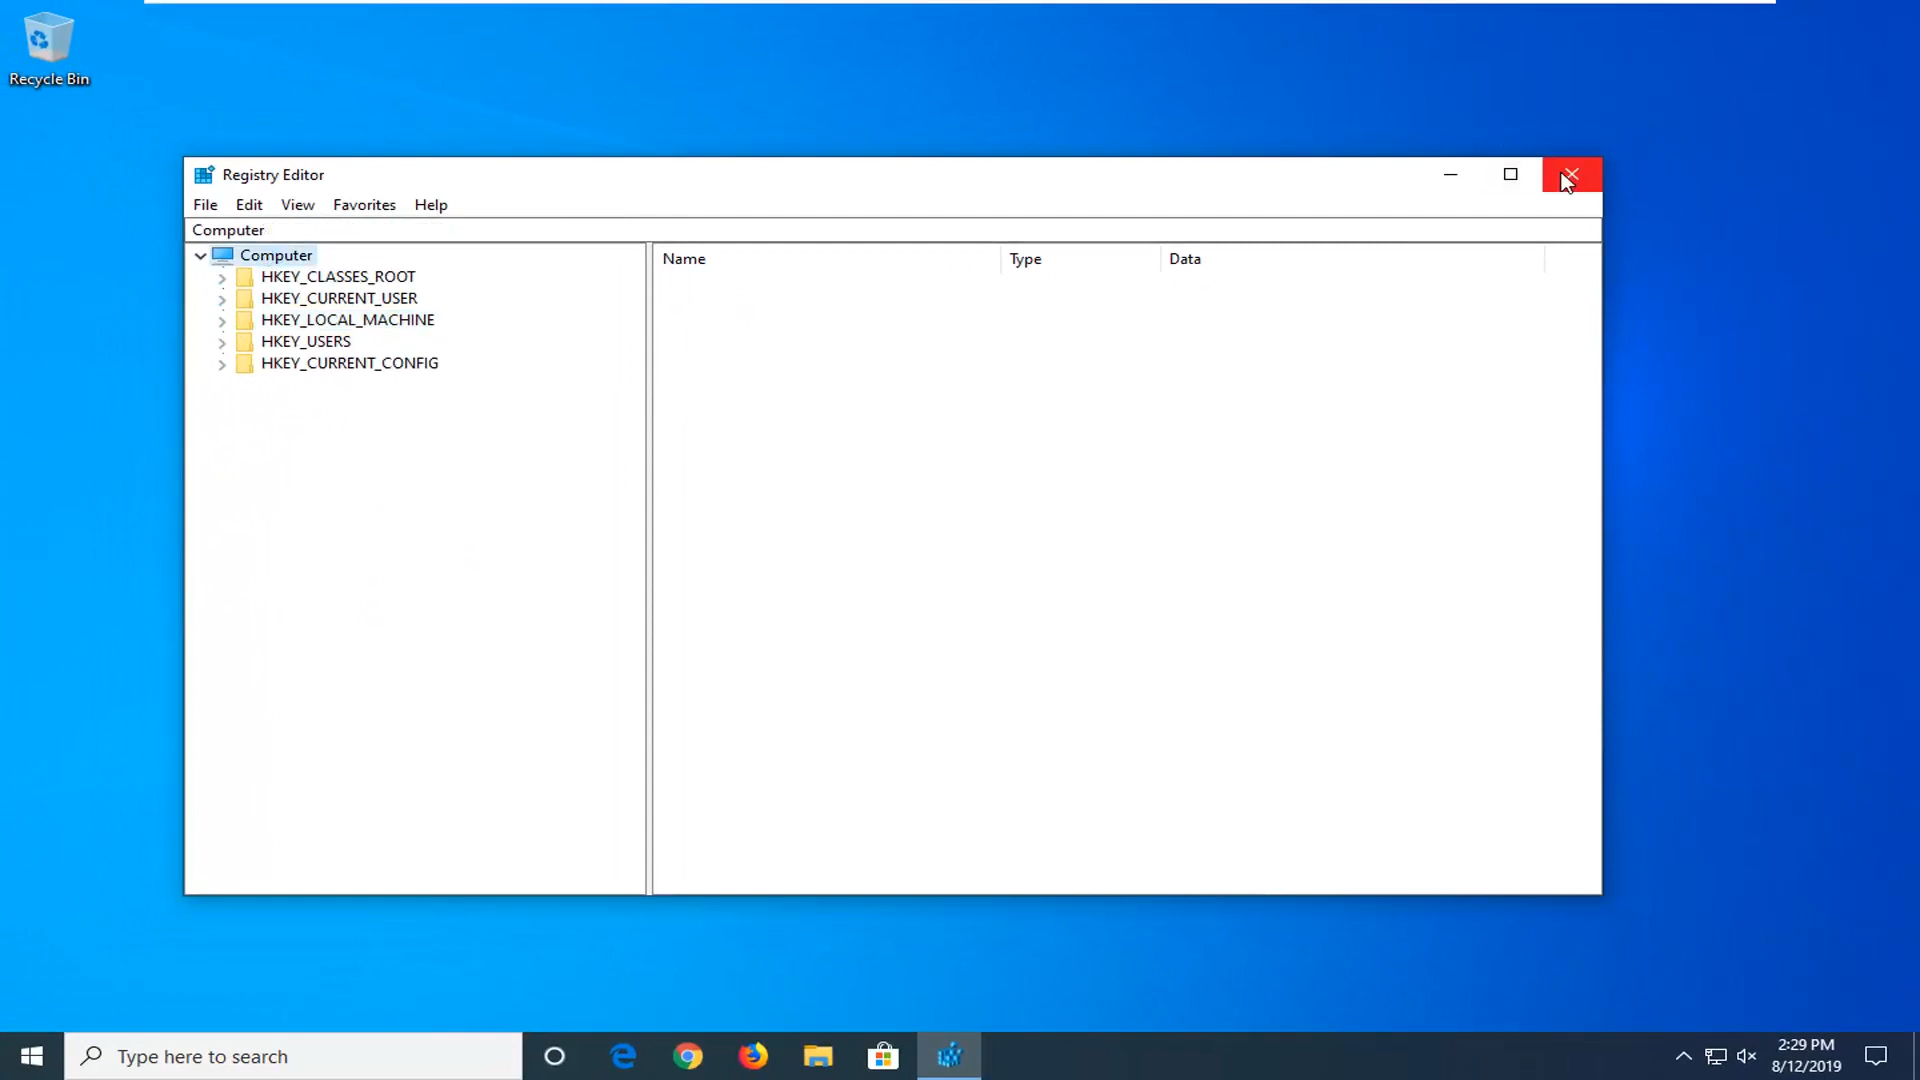 Recycle Bin
Registry Editor
File Edit View Favorites Help
Computer
Computer
HKEY_CLASSES_ROOT
HKEY_CURRENT_USER
HKEY_LOCAL_MACHINE
HKEY_USERS
HKEY_CURRENT_CONFIG
Name Type Data
Type here to search
2:29 PM
8/12/2019